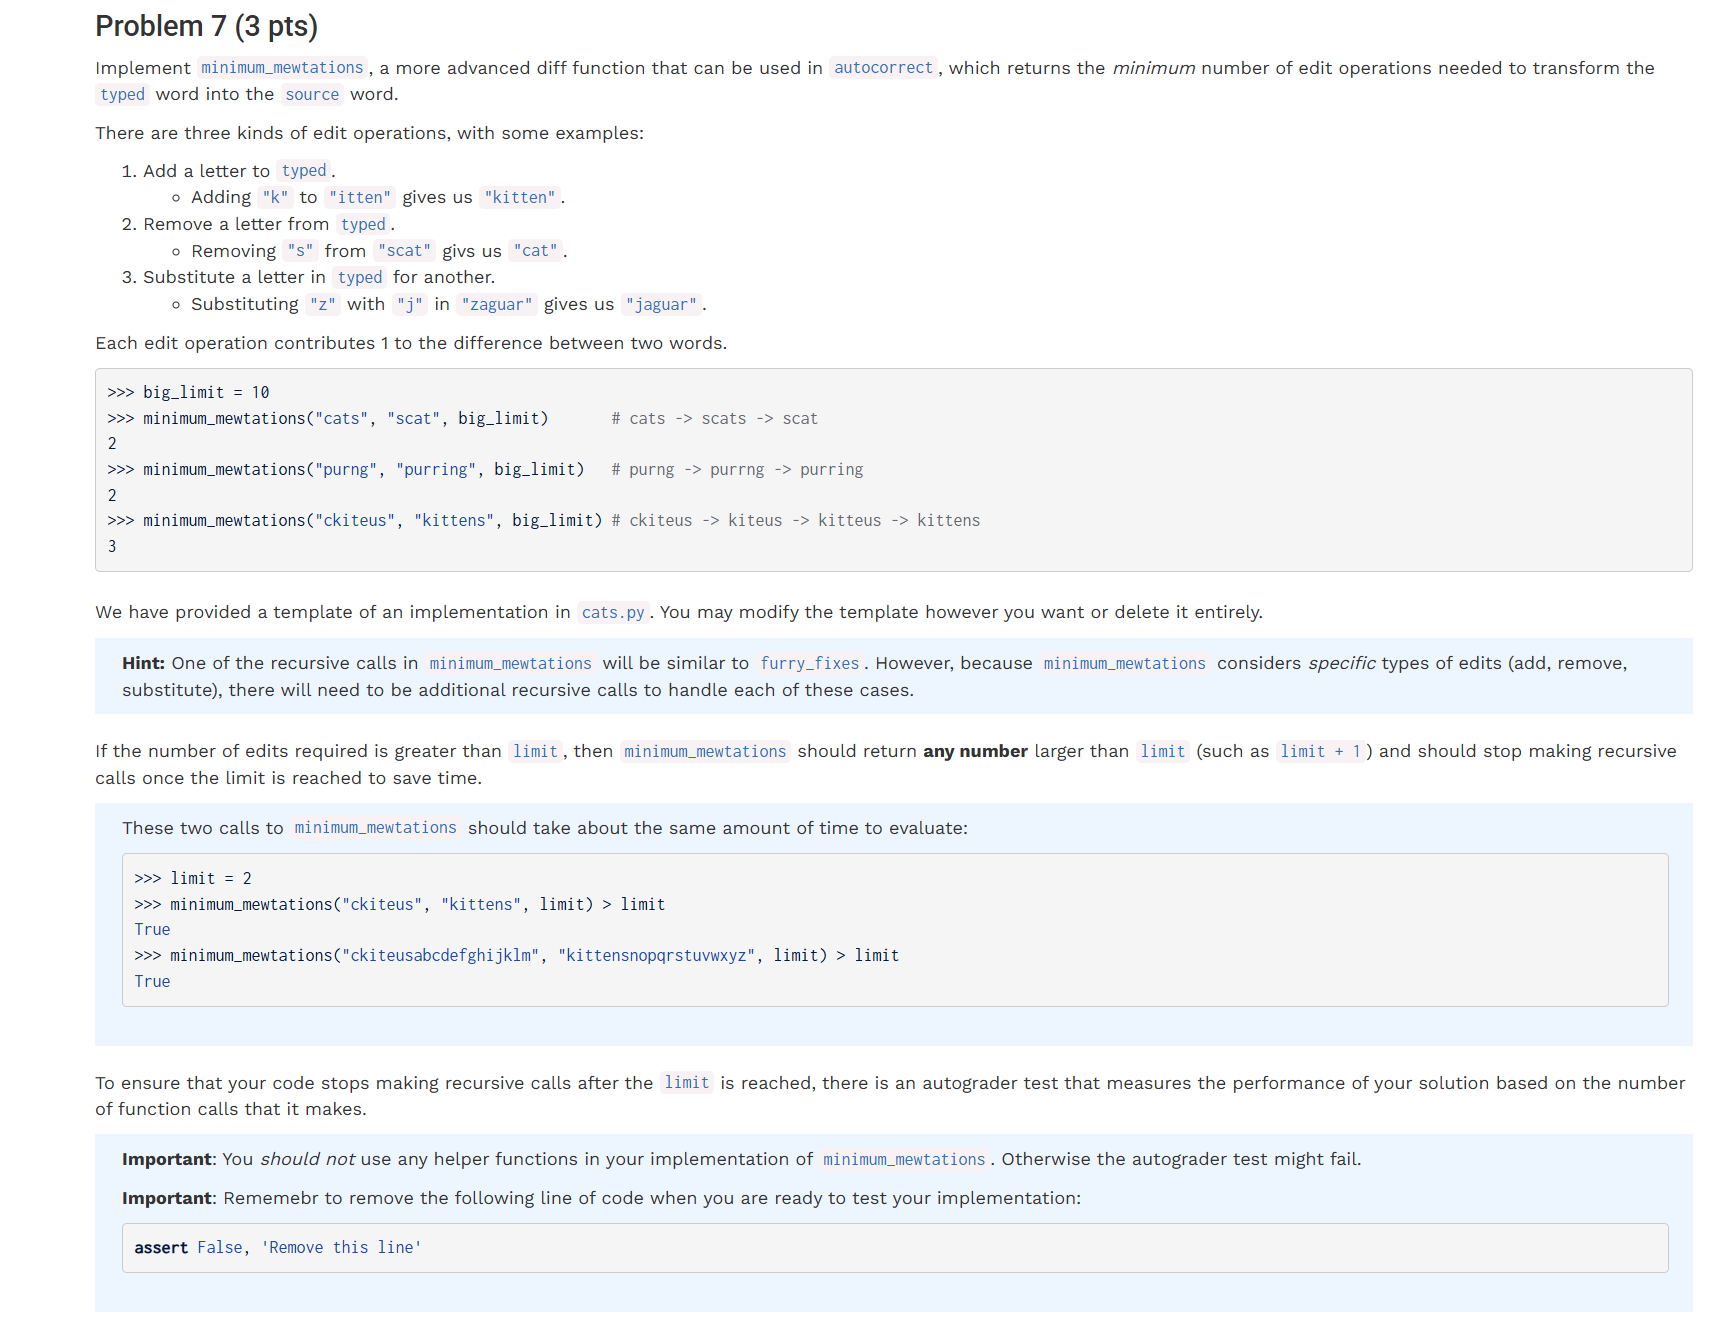 Problem 7 (3 pts)
Implement minimum_mewtations, a more advanced diff function that can be used in autocorrect, which returns the minimum number of edit operations needed to transform the
typed word into the source word.
There are three kinds of edit operations, with some examples:
1. Add a letter to typed.
Adding "k" to "itten" gives us "kitten".
2. Remove a letter from typed.
Removing "s" from "scat" givs us "cat".
3. Substitute a letter in typed for another.
Substituting "z" with "j" in "zaguar" gives us "jaguar".
Each edit operation contributes 1 to the difference between two words.
>>> big_limit = 10
>>> minimum_mewtations("cats", "scat", big_limit)       # cats -> scats -> scat
2
>>> minimum_mewtations("purng", "purring", big_limit)   # purng -> purrng -> purring
2
>>> minimum_mewtations("ckiteus", "kittens", big_limit) # ckiteus -> kiteus -> kitteus -> kittens
3
We have provided a template of an implementation in cats.py. You may modify the template however you want or delete it entirely.
Hint: One of the recursive calls in minimum_mewtations will be similar to furry_fixes. However, because minimum_mewtations considers specific types of edits (add, remove,
substitute), there will need to be additional recursive calls to handle each of these cases.
If the number of edits required is greater than limit, then minimum_mewtations should return any number larger than limit (such as limit + 1) and should stop making recursive
calls once the limit is reached to save time.
These two calls to minimum_mewtations should take about the same amount of time to evaluate:
>>> limit = 2
>>> minimum_mewtations("ckiteus", "kittens", limit) > limit
True
>>> minimum_mewtations("ckiteusabcdefghijklm", "kittensnopqrstuvwxyz", limit) > limit
True
To ensure that your code stops making recursive calls after the limit is reached, there is an autograder test that measures the performance of your solution based on the number
of function calls that it makes.
Important: You should not use any helper functions in your implementation of minimum_mewtations. Otherwise the autograder test might fail.
Important: Rememebr to remove the following line of code when you are ready to test your implementation:
assert False, 'Remove this line'